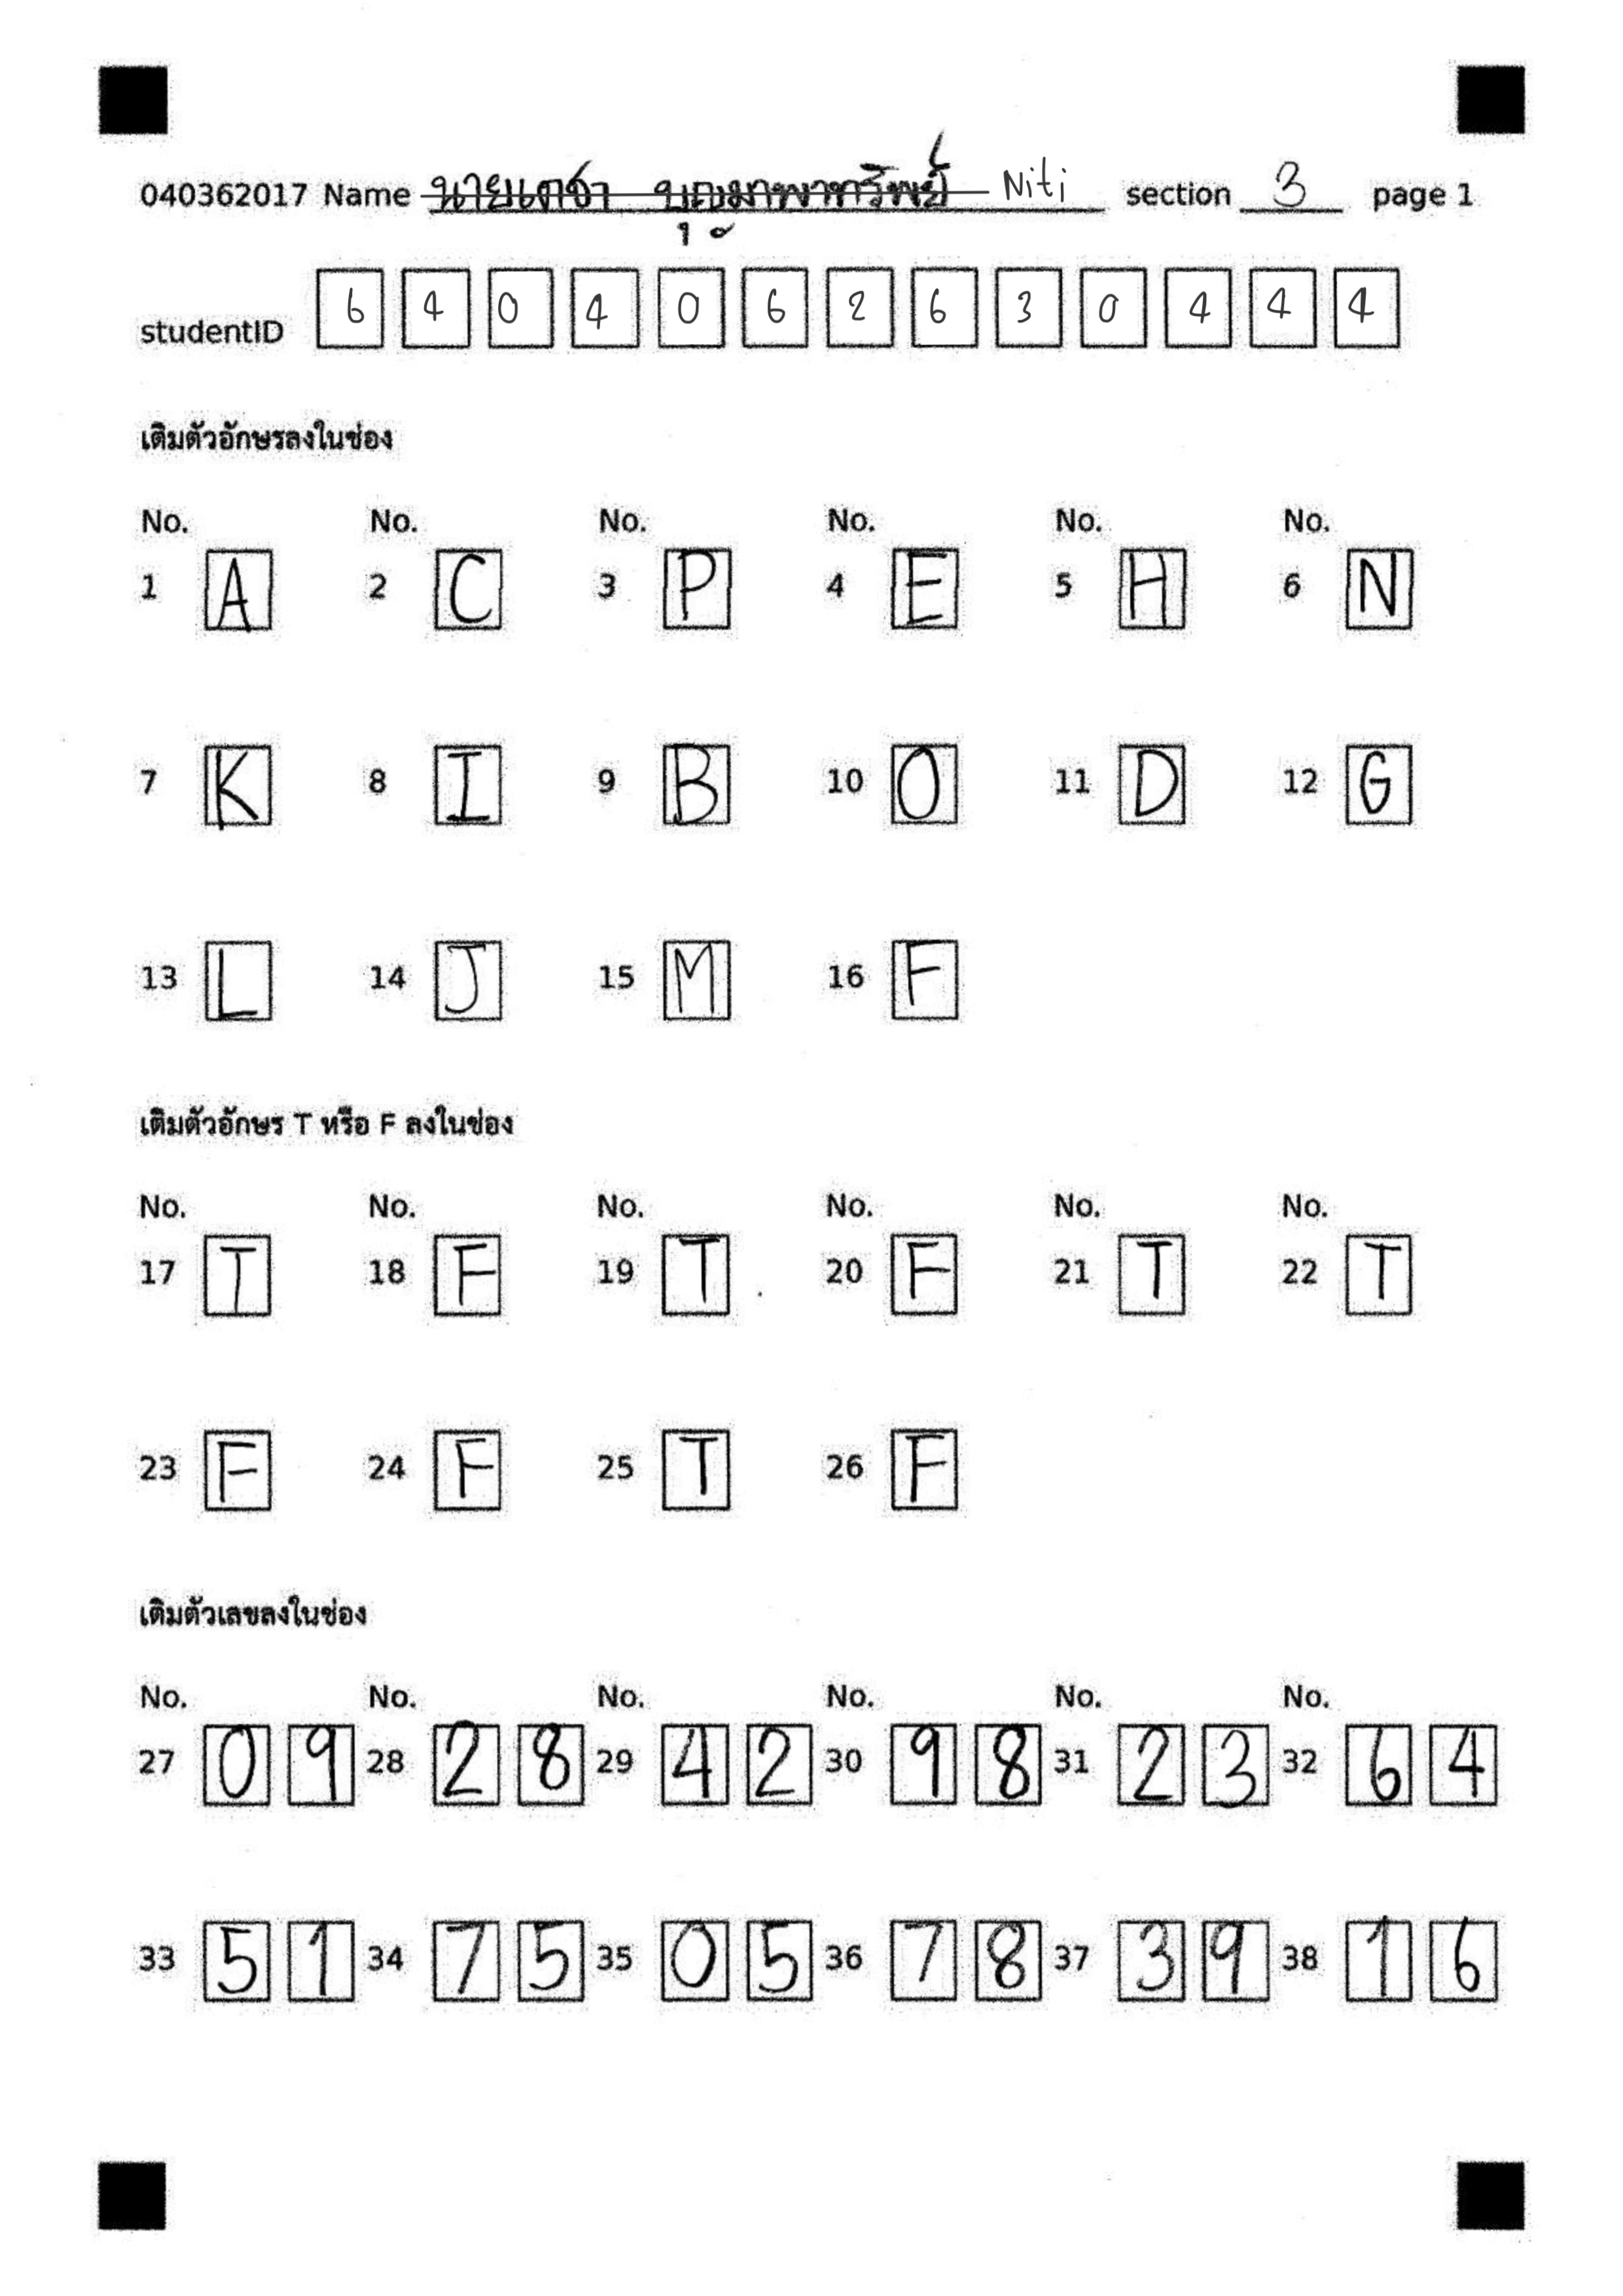 040362017 Name นายเดชา Niti section 3 page 1
studentID 6 4 0 4 0 6 2 6 3 0 4 4 4
เติมตัวอักษรลงในช่อง
No. No. No. No. No. No.
1 A 2 C 3 P 4 E 5 H 6 N
7 K 8 I 9 B 10 O 11 D 12 G
13 L 14 J 15 M 16 F
เติมตัวอักษร T หรือ F ลงในช่อง
No. No. No. No. No. No.
17 T 18 F 19 T 20 F 21 T 22 T
23 F 24 F 25 T 26 F
เติมตัวเลขลงในช่อง
No. No. No. No. No. No.
27 0 9 28 2 8 29 4 2 30 9 8 31 2 3 32 6 4
33 5 1 34 7 5 35 0 5 36 7 8 37 3 9 38 1 6